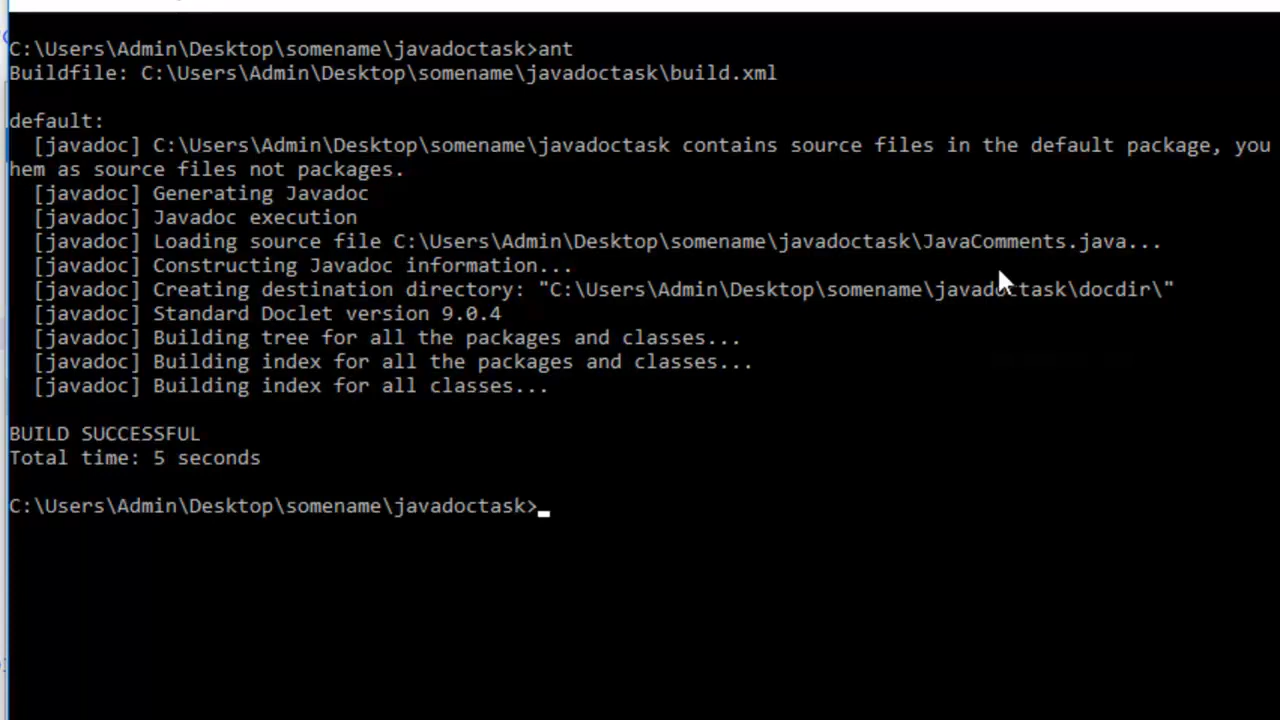 C:\Users\Admin\Desktop\somename\javadoctask>ant
Buildfile: C:\Users\Admin\Desktop\somename\javadoctask\build.xml
default:
[javadoc] C:\Users\Admin\Desktop\somename\javadoctask contains source files in the default package, you
hem as source files not packages.
[javadoc] Generating Javadoc
[javadoc] Javadoc execution
[javadoc] Loading source file C:\Users\Admin\Desktop\somename\javadoctask\JavaComments.java...
[javadoc] Constructing Javadoc information...
[javadoc] Creating destination directory: "C:\Users\Admin\Desktop\somename\javadoctask\docdir\"
[javadoc] Standard Doclet version 9.0.4
[javadoc] Building tree for all the packages and classes...
[javadoc] Building index for all the packages and classes...
[javadoc] Building index for all classes...
BUILD SUCCESSFUL
Total time: 5 seconds
C:\Users\Admin\Desktop\somename\javadoctask>